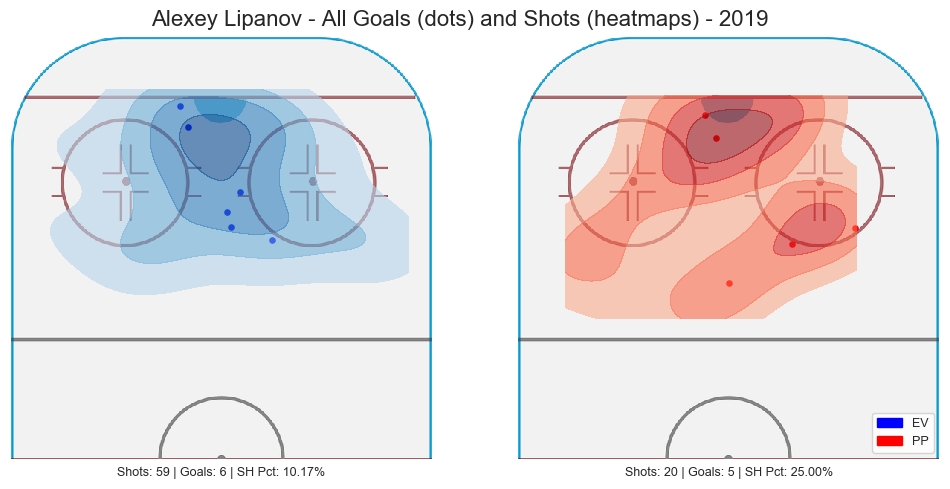 Alexey Lipanov - All Goals (dots) and Shots (heatmaps) - 2019
EV
PP
Shots: 59 | Goals: 6 | SH Pct: 10.17%
Shots: 20 | Goals: 5 | SH Pct: 25.00%